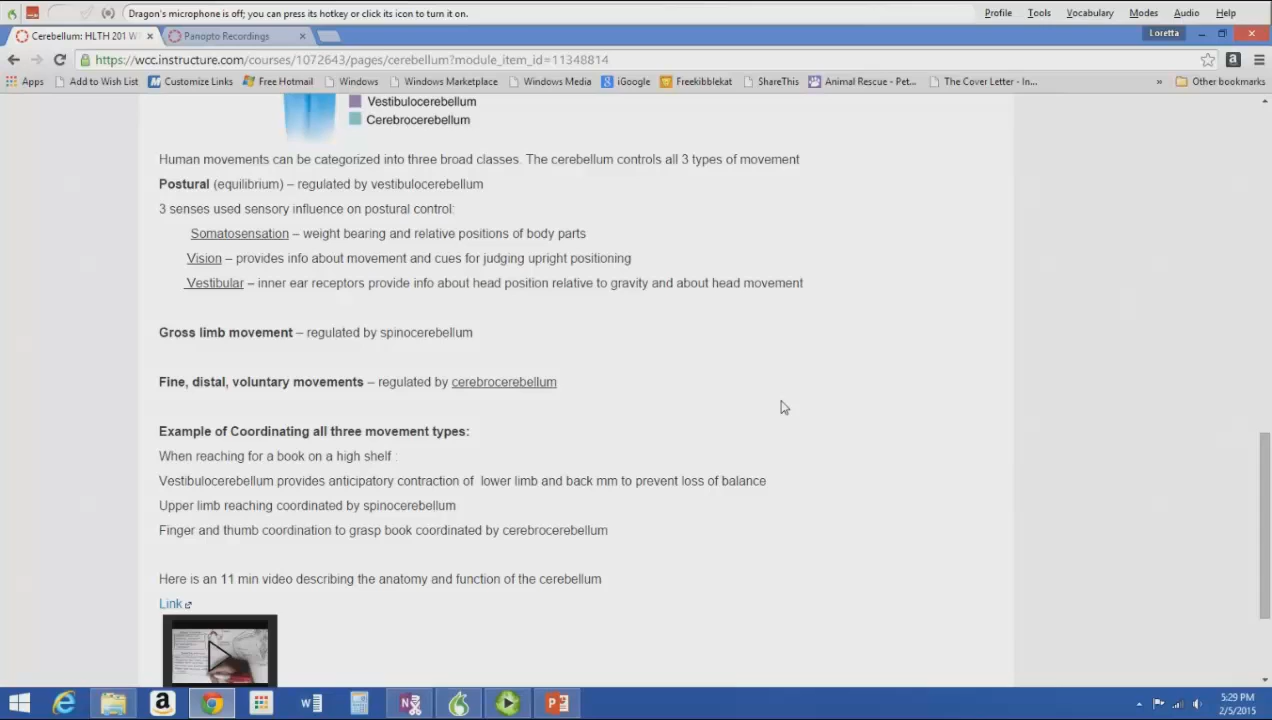 Dragon's microphone is off; you can press its hotkey or click its icon to turn it on.
Profile Tools Vocabulary Modes Audio Help
Cerebellum: HLTH 201 W
Panopto Recordings
Loretta
https://wcc.instructure.com/courses/1072643/pages/cerebellum?module_item_id=11348814
Apps Add to Wish List Customize Links Free Hotmail Windows Windows Marketplace Windows Media iGoogle Freekibblekat ShareThis Animal Rescue - Pet... The Cover Letter - In... » Other bookmarks
Vestibulocerebellum
Cerebrocerebellum
Human movements can be categorized into three broad classes. The cerebellum controls all 3 types of movement
Postural (equilibrium) – regulated by vestibulocerebellum
3 senses used sensory influence on postural control:
Somatosensation – weight bearing and relative positions of body parts
Vision – provides info about movement and cues for judging upright positioning
Vestibular – inner ear receptors provide info about head position relative to gravity and about head movement
Gross limb movement – regulated by spinocerebellum
Fine, distal, voluntary movements – regulated by cerebrocerebellum
Example of Coordinating all three movement types:
When reaching for a book on a high shelf :
Vestibulocerebellum provides anticipatory contraction of lower limb and back mm to prevent loss of balance
Upper limb reaching coordinated by spinocerebellum
Finger and thumb coordination to grasp book coordinated by cerebrocerebellum
Here is an 11 min video describing the anatomy and function of the cerebellum
Link
5:29 PM
2/5/2015